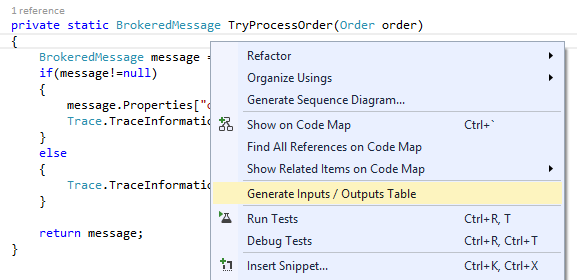 1 reference
private static BrokeredMessage TryProcessOrder(Order order)
{
BrokeredMessage message =
if(message!=null)
{
message.Properties["
Trace.TraceInformati
}
else
{
Trace.TraceInformati
}
return message;
}
Refactor
Organize Usings
Generate Sequence Diagram...
Show on Code Map Ctrl+`
Find All References on Code Map
Show Related Items on Code Map
Generate Inputs / Outputs Table
Run Tests Ctrl+R, T
Debug Tests Ctrl+R, Ctrl+T
Insert Snippet... Ctrl+K, Ctrl+X